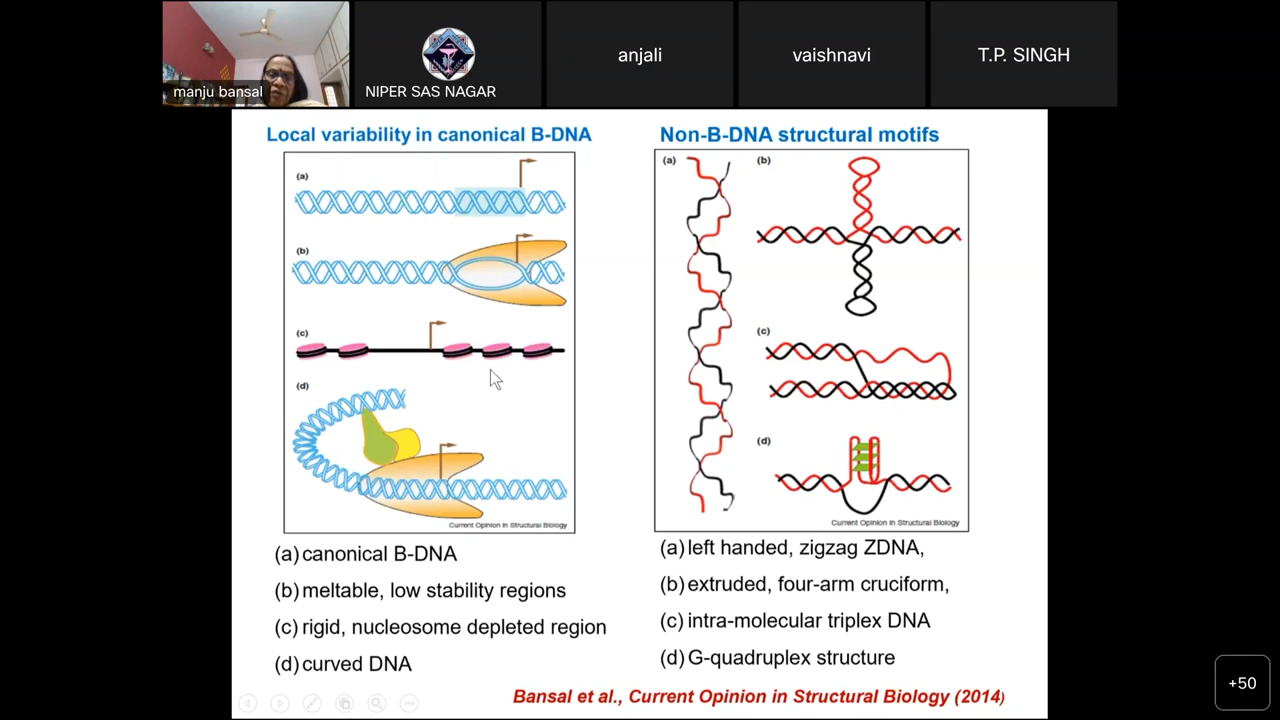 manju bansal
NIPER SAS NAGAR
anjali
vaishnavi
T.P. SINGH
Local variability in canonical B-DNA
(a)
(b)
(c)
(d)
Current Opinion in Structural Biology
(a) canonical B-DNA
(b) meltable, low stability regions
(c) rigid, nucleosome depleted region
(d) curved DNA
Non-B-DNA structural motifs
(a)
(b)
(c)
(d)
Current Opinion in Structural Biology
(a) left handed, zigzag ZDNA,
(b) extruded, four-arm cruciform,
(c) intra-molecular triplex DNA
(d) G-quadruplex structure
Bansal et al., Current Opinion in Structural Biology (2014)
+50